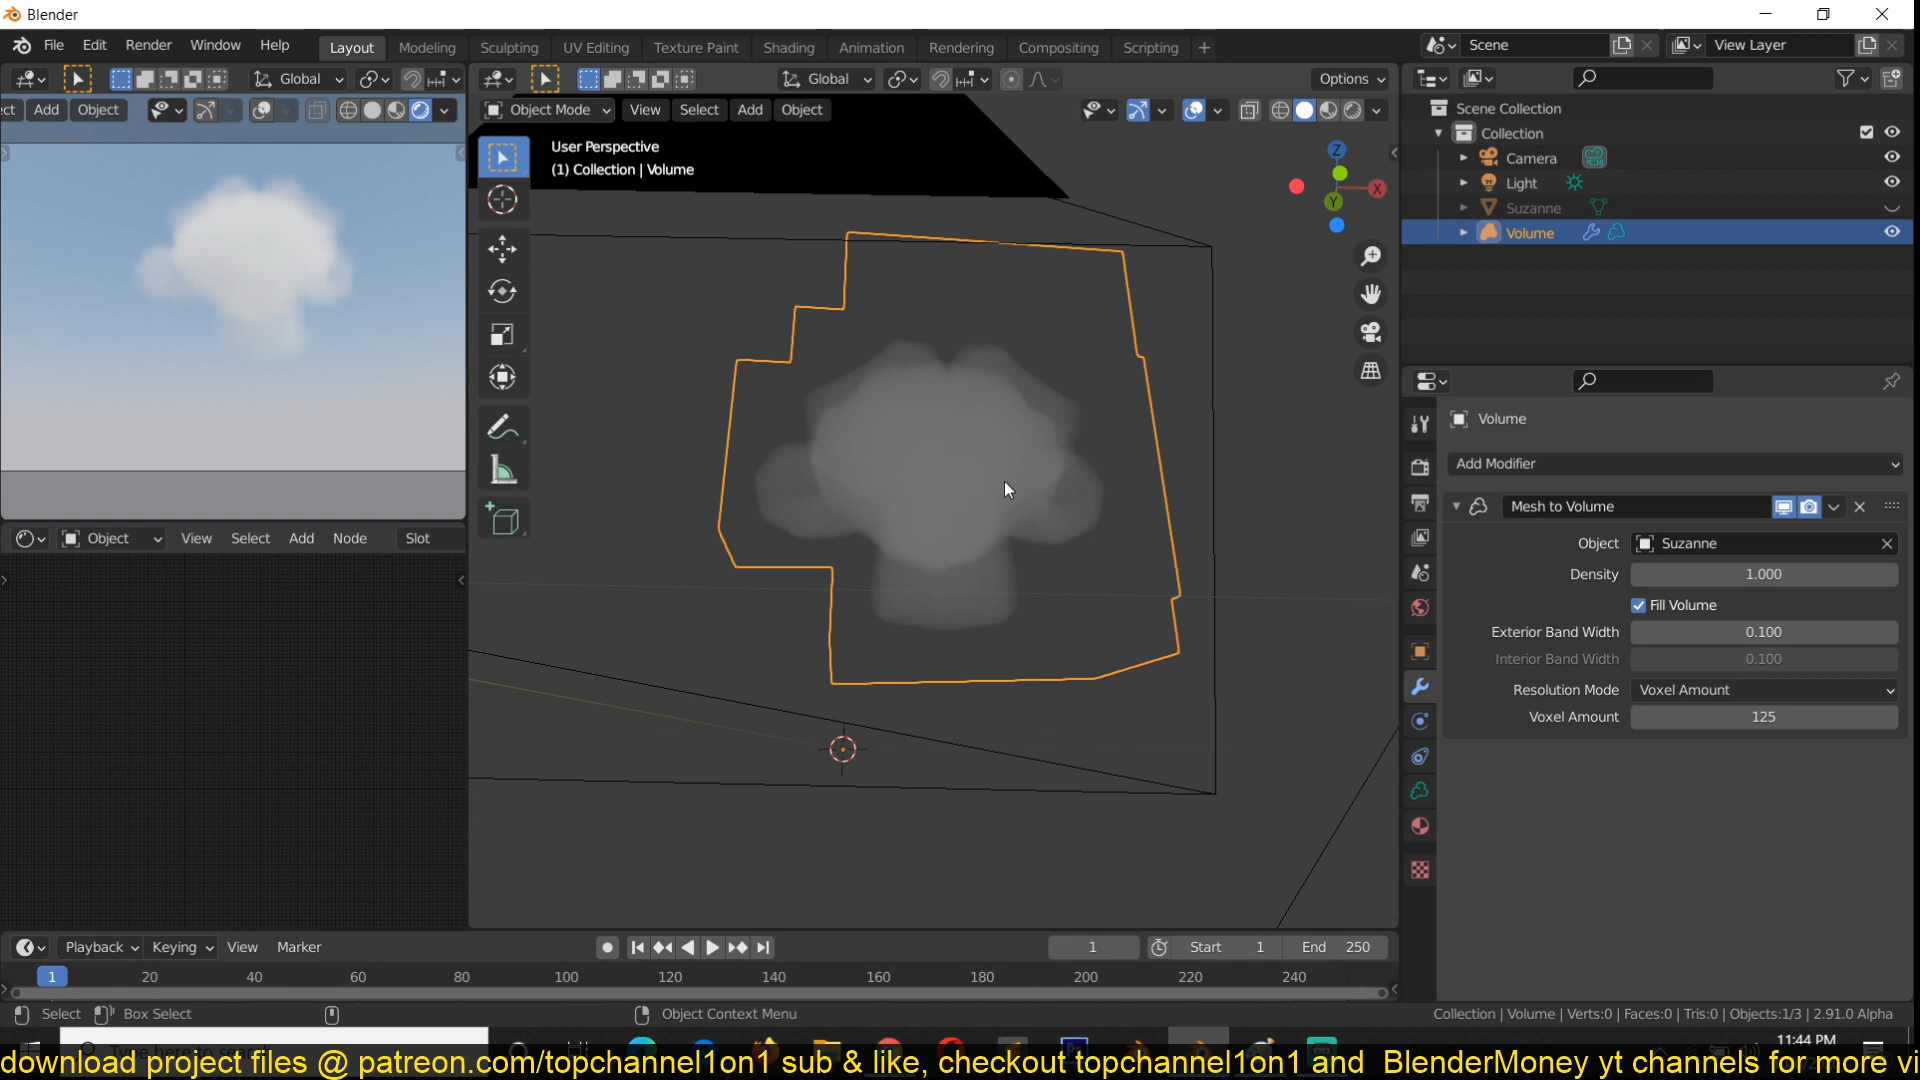 Blender
File Edit Render Window Help Layout Modeling Sculpting UV Editing Texture Paint Shading Animation Rendering Compositing Scripting + Scene View Layer
Global Global Options
ct Add Object Object Mode View Select Add Object
User Perspective
(1) Collection | Volume
Z
X
Y
Scene Collection
Collection
Camera
Light
Suzanne
Volume
Volume
Add Modifier
Mesh to Volume
Object Suzanne
Density 1.000
Fill Volume
Exterior Band Width 0.100
Interior Band Width 0.100
Resolution Mode Voxel Amount
Voxel Amount 125
Object View Select Add Node Slot
Playback Keying View Marker 1 Start 1 End 250
1 20 40 60 80 100 120 140 160 180 200 220 240
Select Box Select Object Context Menu Collection | Volume | Verts:0 | Faces:0 | Tris:0 | Objects:1/3 | 2.91.0 Alpha
11:44 PM
download project files @ patreon.com/topchannel1on1 sub & like, checkout topchannel1on1 and BlenderMoney yt channels for more vi